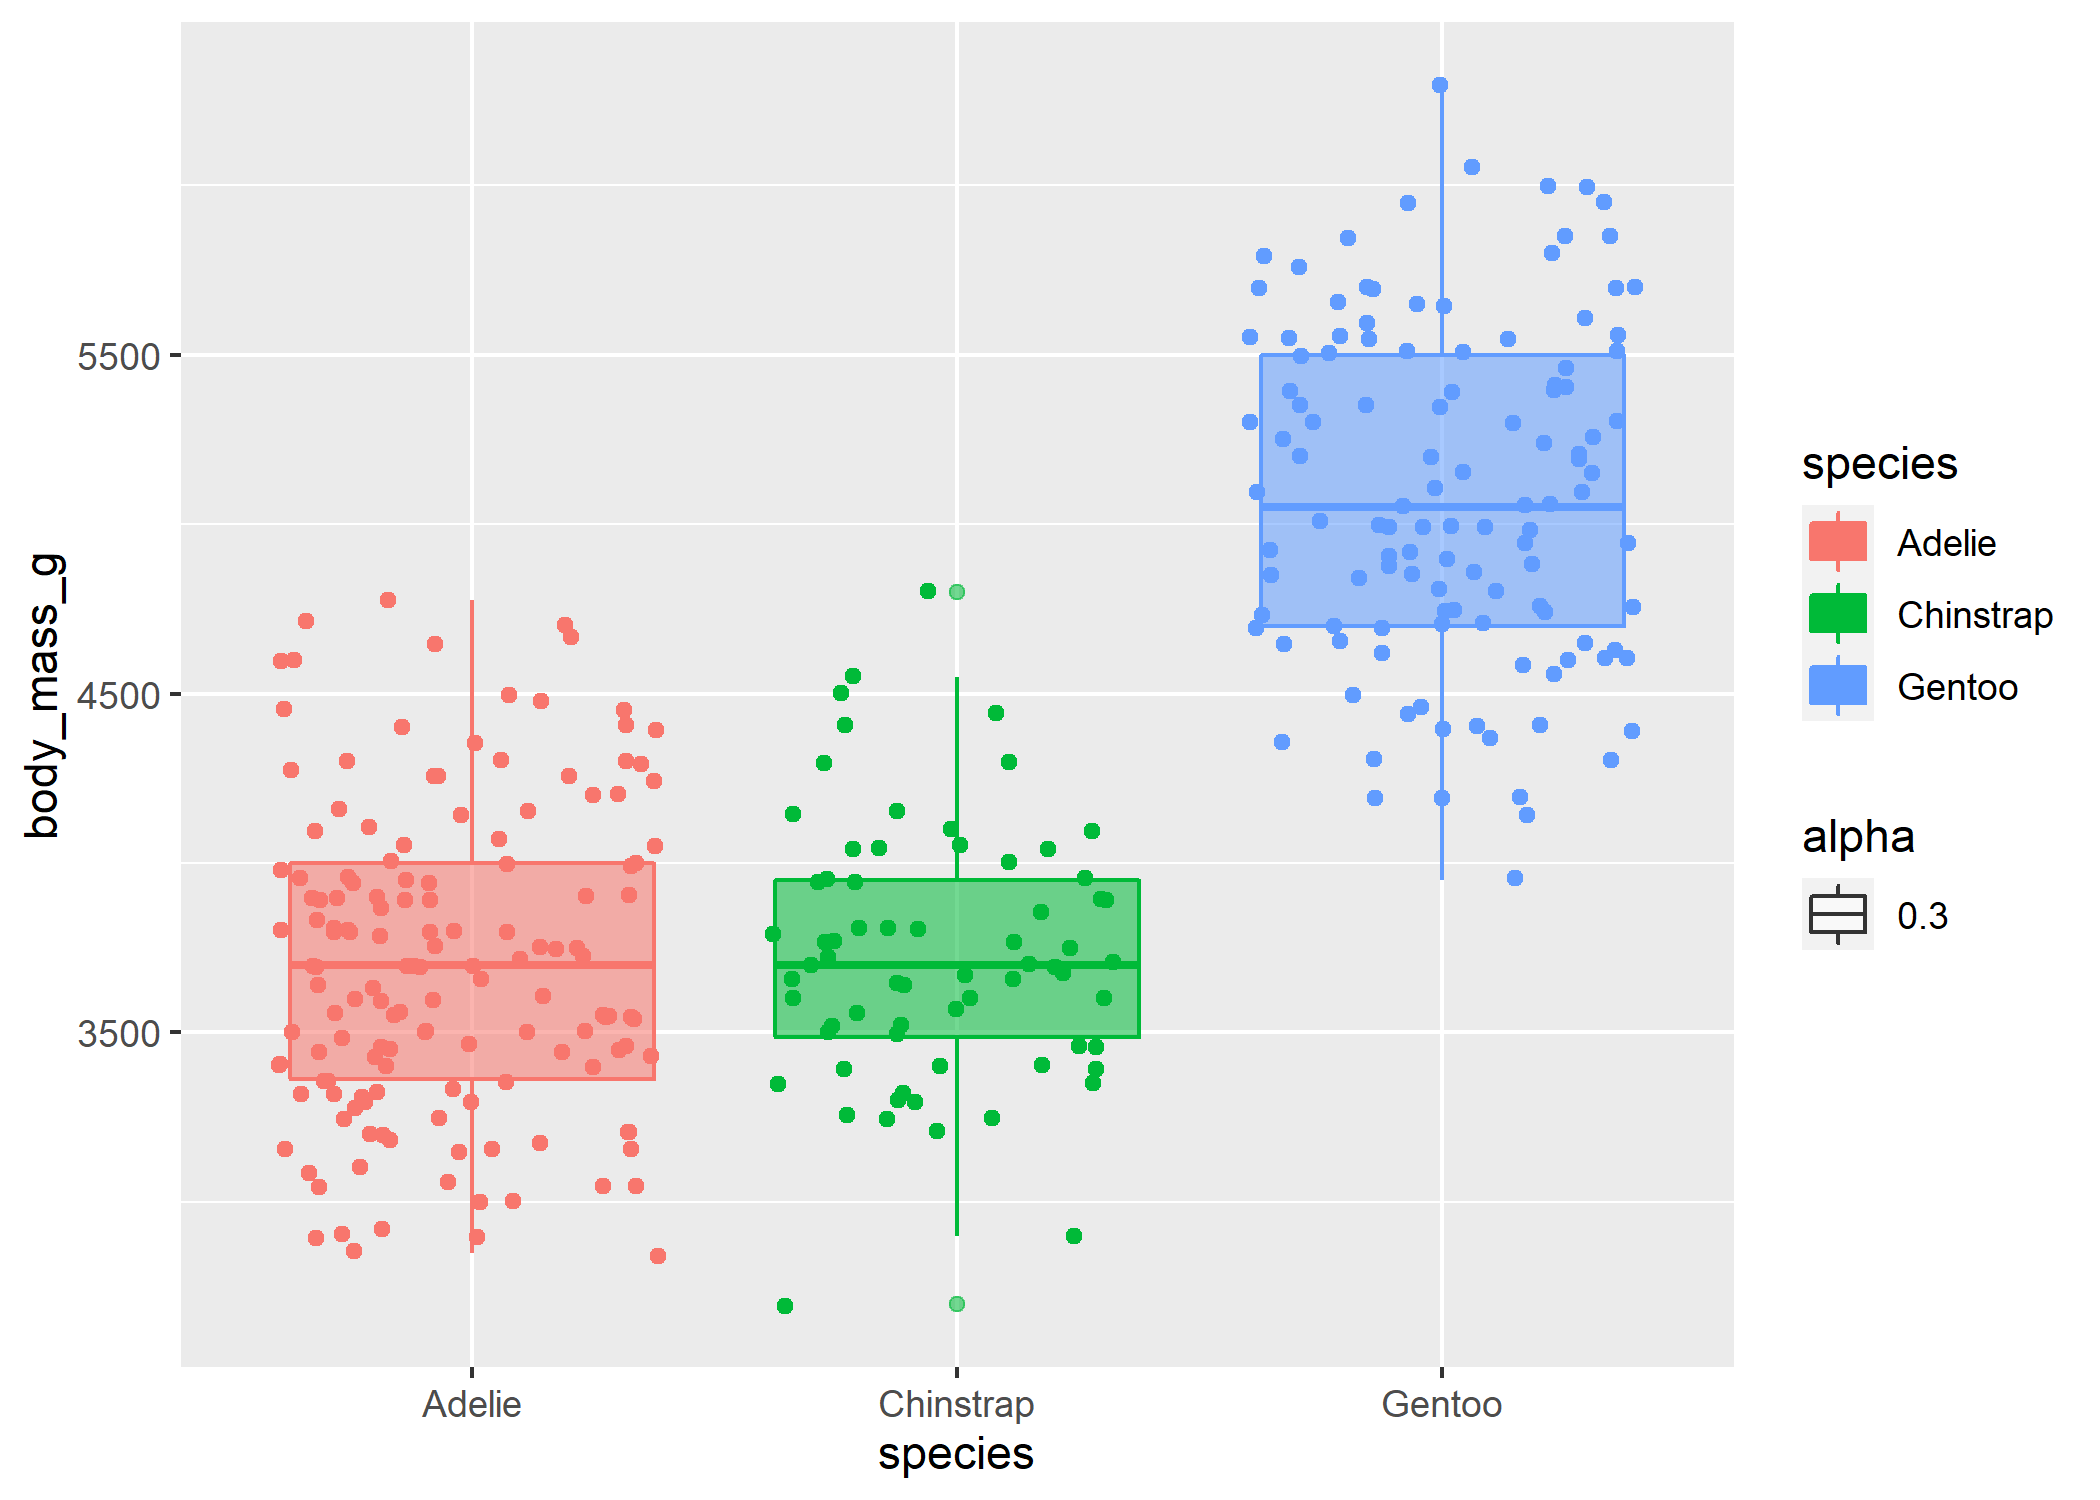 body_mass_g
5500
4500
3500
Adelie
Chinstrap
Gentoo
species
species
Adelie
Chinstrap
Gentoo
alpha
0.3